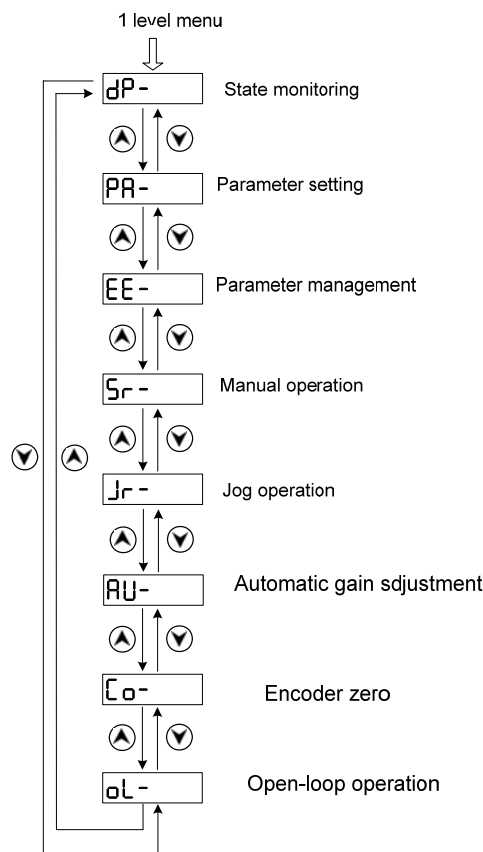 1 level menu
dP- State monitoring
PA- Parameter setting
EE- Parameter management
Sr- Manual operation
Jr- Jog operation
AU- Automatic gain sdjustment
Co- Encoder zero
oL- Open-loop operation